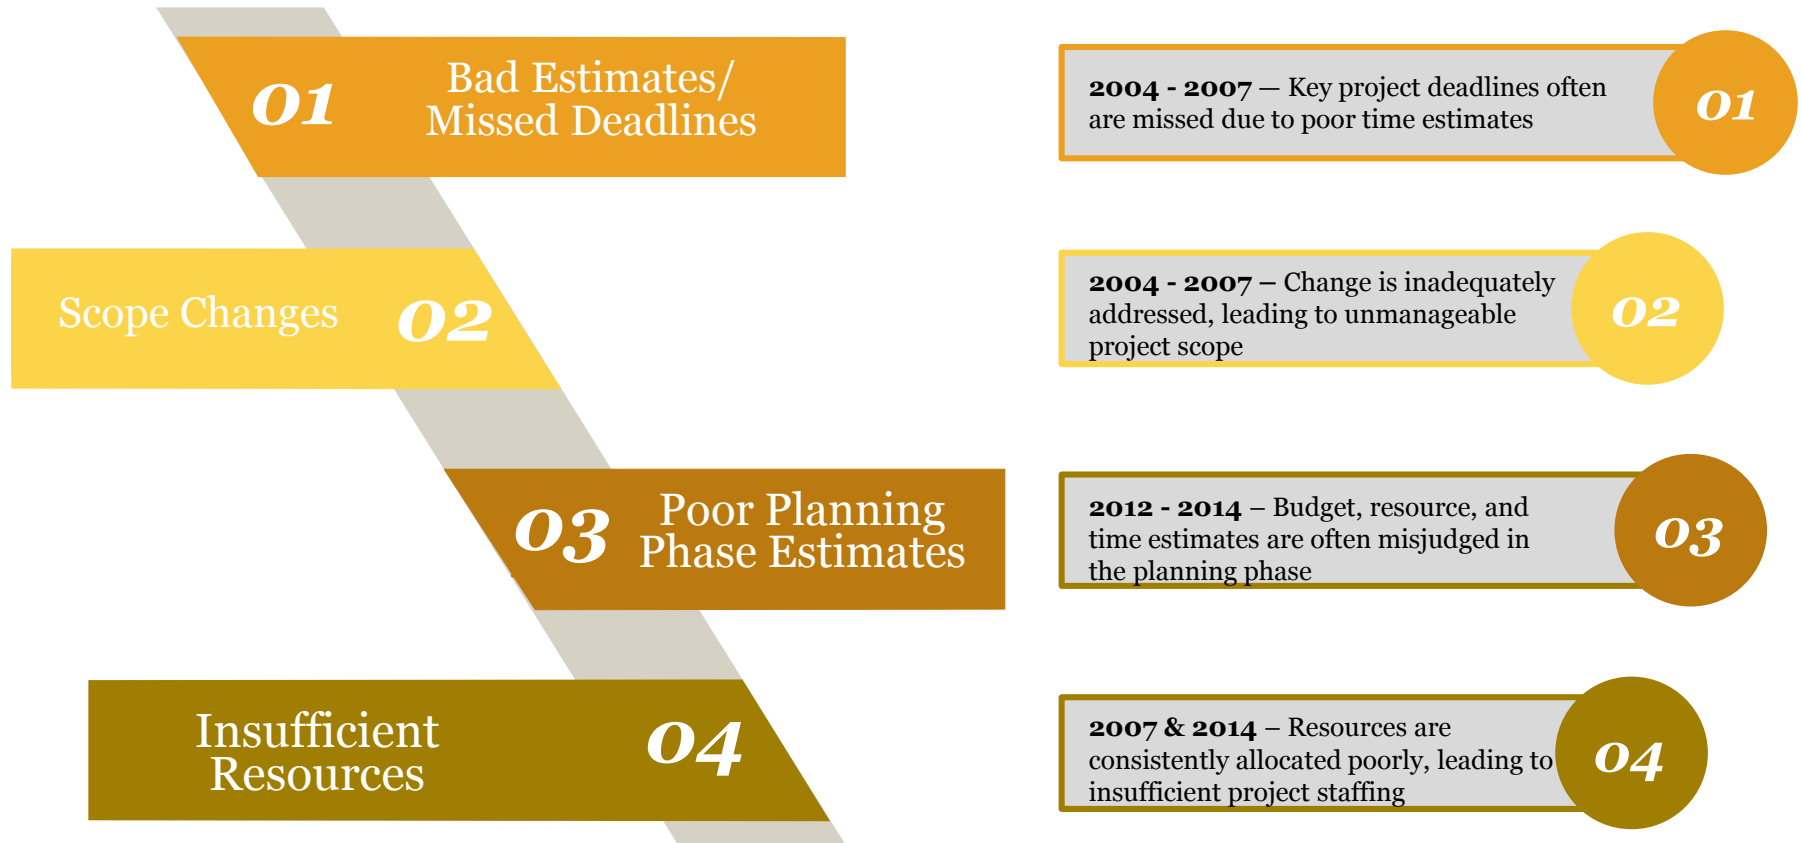 01
Bad Estimates/
Missed Deadlines
2004 - 2007 — Key project deadlines often
are missed due to poor time estimates
01
Scope Changes
02
2004 - 2007 – Change is inadequately
addressed, leading to unmanageable
project scope
02
03
Poor Planning
Phase Estimates
2012 - 2014 – Budget, resource, and
time estimates are often misjudged in
the planning phase
03
Insufficient
Resources
04
2007 & 2014 – Resources are
consistently allocated poorly, leading to
insufficient project staffing
04